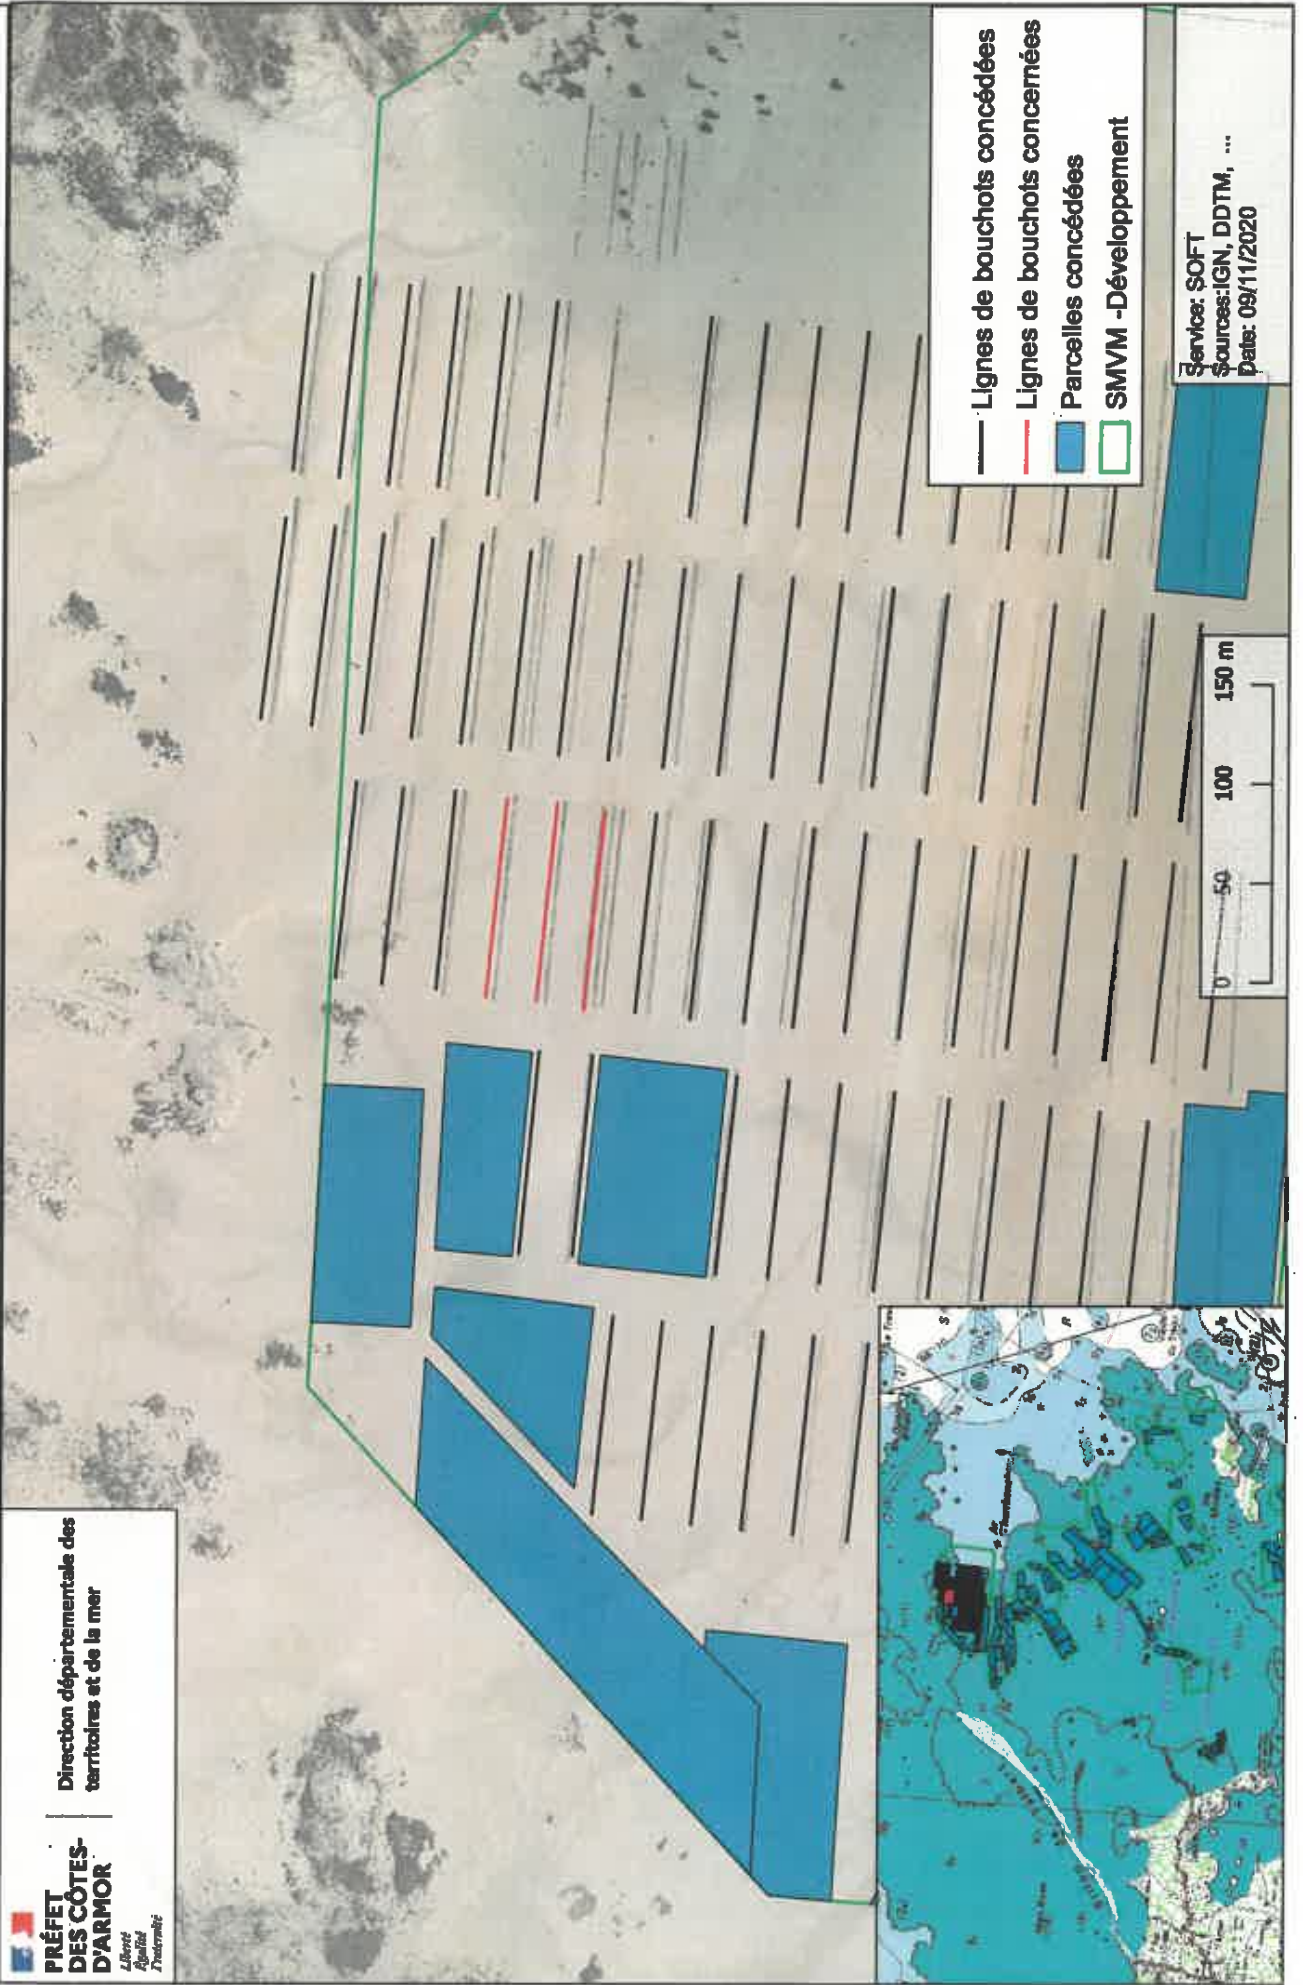 PRÉFET
DES CÔTES-
D'ARMOR
Liberté
Égalité
Fraternité
Direction départementale des
territoires et de la mer
Lignes de bouchots concédées
Lignes de bouchots concernées
Parcelles concédées
SMVM -Développement
Service: SOFT
Sources:IGN, DDTM, ...
Date: 09/11/2020
0 50 100 150 m